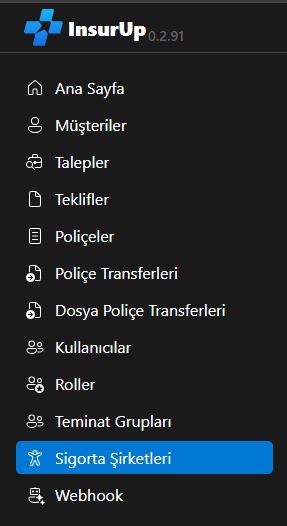 InsurUp 0.2.91
Ana Sayfa
Müşteriler
Talepler
Teklifler
Poliçeler
Poliçe Transferleri
Dosya Poliçe Transferleri
Kullanıcılar
Roller
Teminat Grupları
Sigorta Şirketleri
Webhook